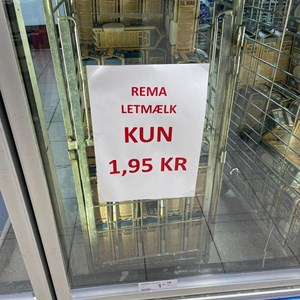 REMA
LETMÆLK
KUN
1,95 KR